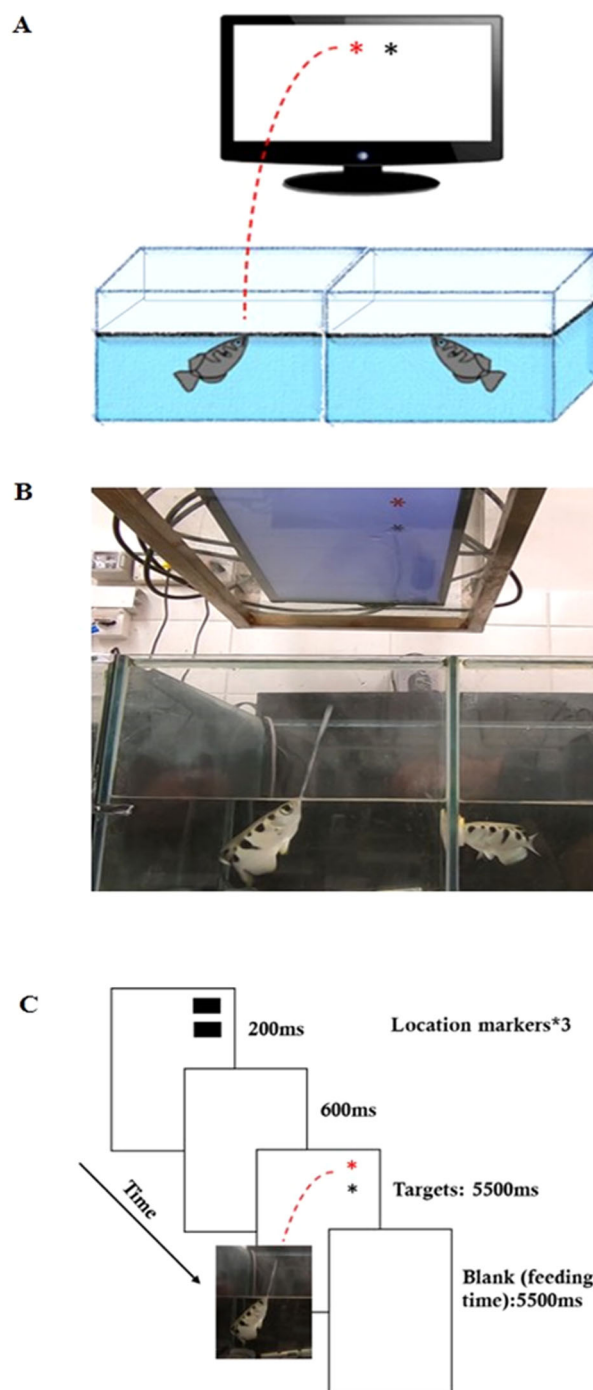 A
* *
B
*
*
C
200ms
Location markers*3
600ms
*
*
Targets: 5500ms
Time
Blank (feeding
time):5500ms